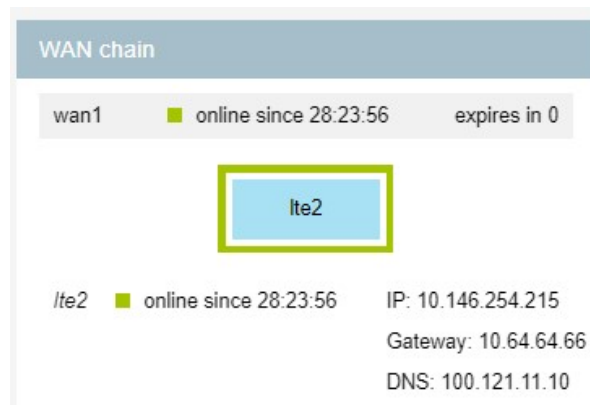 WAN chain
wan1 online since 28:23:56 expires in 0
lte2
lte2 online since 28:23:56 IP: 10.146.254.215
Gateway: 10.64.64.66
DNS: 100.121.11.10